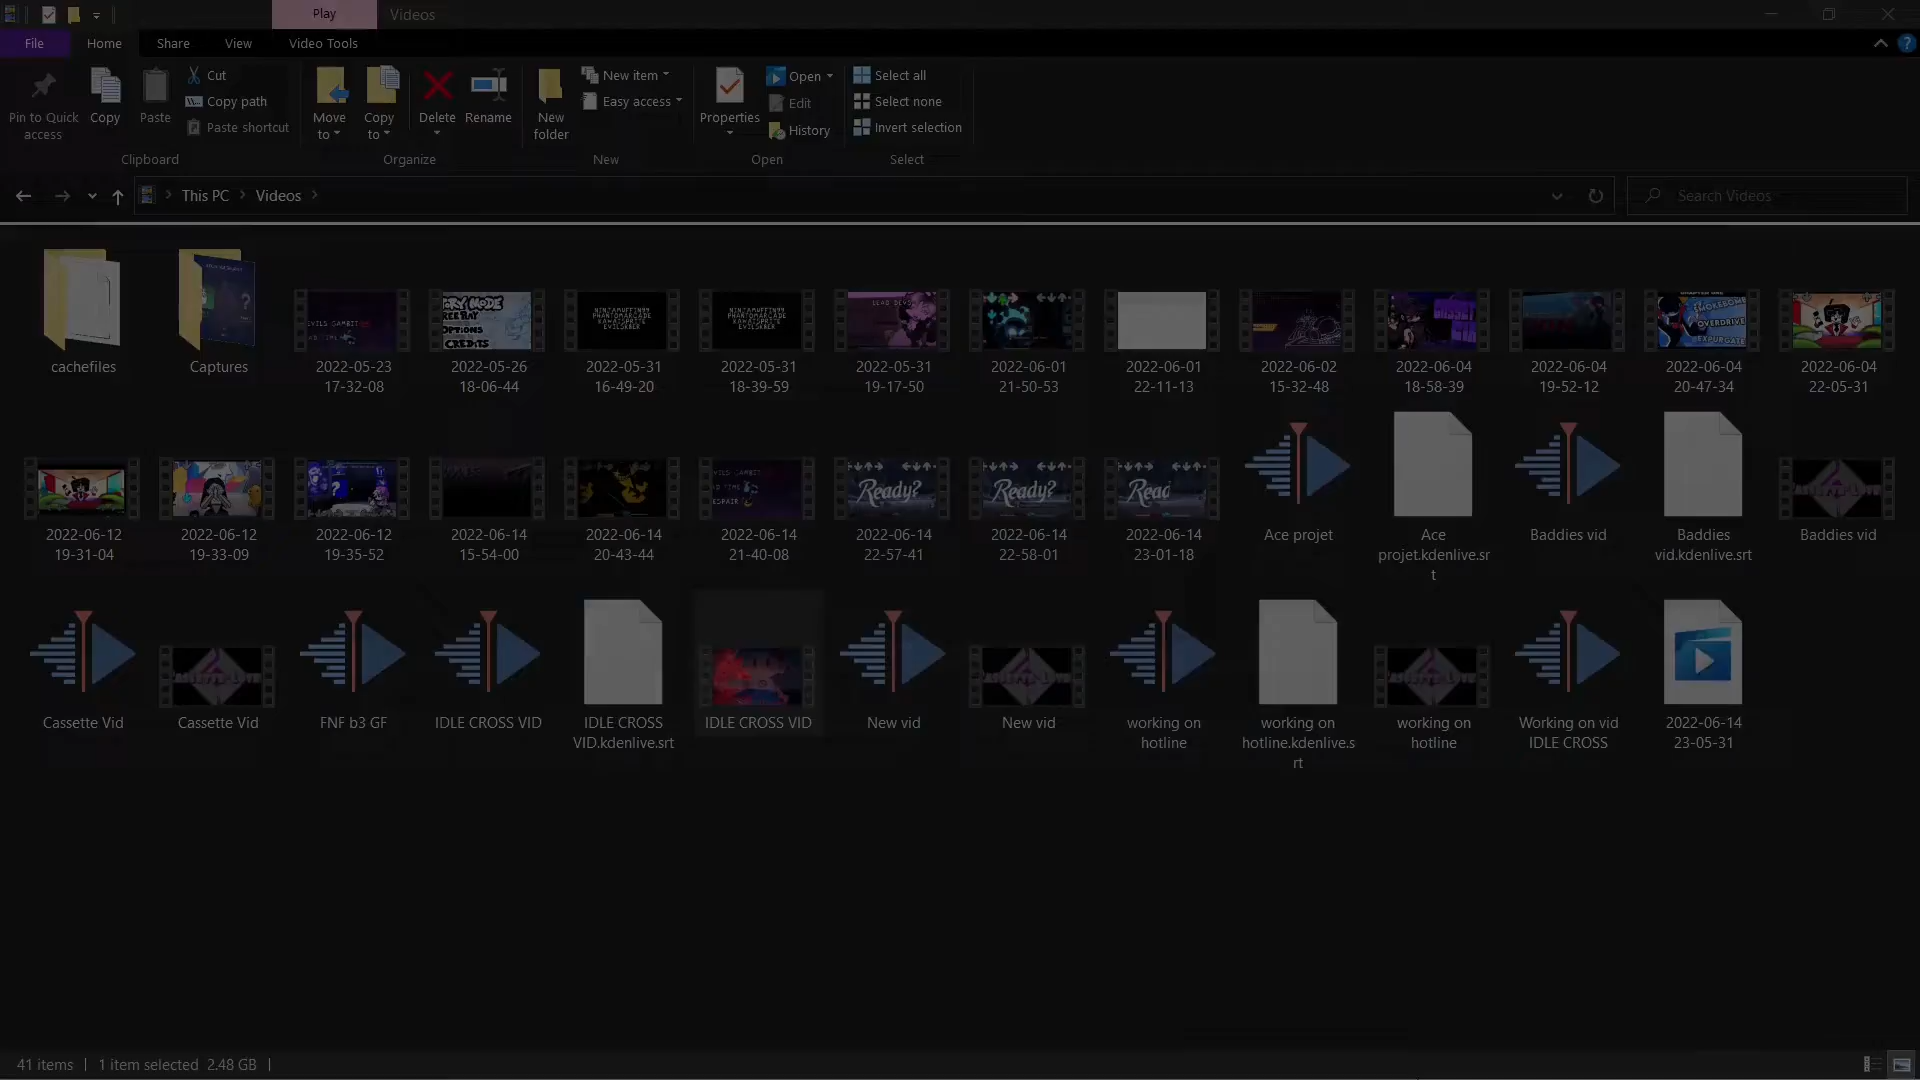 Play
Videos
File
Home
Share
View
Video Tools
Pin to Quick access
Copy
Paste
Cut
Copy path
Paste shortcut
Clipboard
Move to
Copy to
Delete
Rename
Organize
New folder
New item
Easy access
New
Properties
Open
Edit
History
Open
Select all
Select none
Invert selection
Select
This PC
Videos
Search Videos
cachefiles
Captures
2022-05-23
17-32-08
2022-05-26
18-06-44
2022-05-31
16-49-20
2022-05-31
18-39-59
2022-05-31
19-17-50
2022-06-01
21-50-53
2022-06-01
22-11-13
2022-06-02
15-32-48
2022-06-04
18-58-39
2022-06-04
19-52-12
SMOKEBOMB
OVERDRIVE
EXPURGATE
2022-06-04
20-47-34
2022-06-04
22-05-31
2022-06-12
19-31-04
2022-06-12
19-33-09
2022-06-12
19-35-52
2022-06-14
15-54-00
2022-06-14
20-43-44
2022-06-14
21-40-08
Ready?
2022-06-14
22-57-41
Ready?
2022-06-14
22-58-01
Read
2022-06-14
23-01-18
Ace projet
Ace
projet.kdenlive.sr
t
Baddies vid
Baddies
vid.kdenlive.srt
Baddies vid
Cassette Vid
Cassette Vid
FNF b3 GF
IDLE CROSS VID
IDLE CROSS
VID.kdenlive.srt
IDLE CROSS VID
New vid
New vid
working on
hotline
working on
hotline.kdenlive.s
rt
working on
hotline
Working on vid
IDLE CROSS
2022-06-14
23-05-31
41 items
1 item selected 2.48 GB